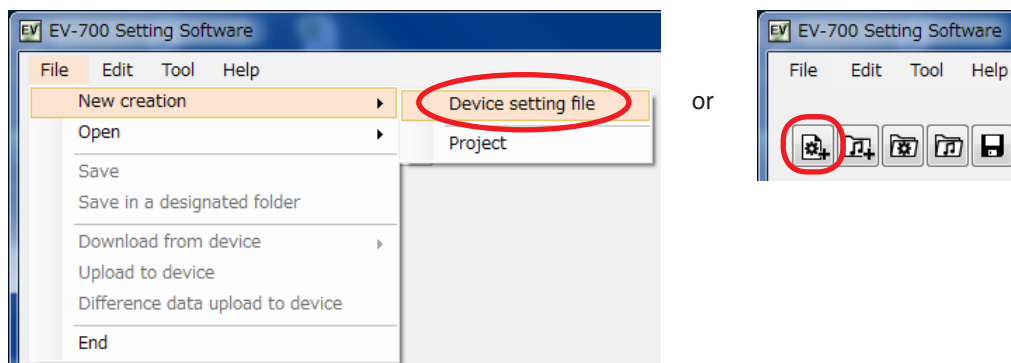 EV EV-700 Setting Software
File Edit Tool Help
New creation
Device setting file
Project
Open
Save
Save in a designated folder
Download from device
Upload to device
Difference data upload to device
End
or
EV EV-700 Setting Software
File Edit Tool Help